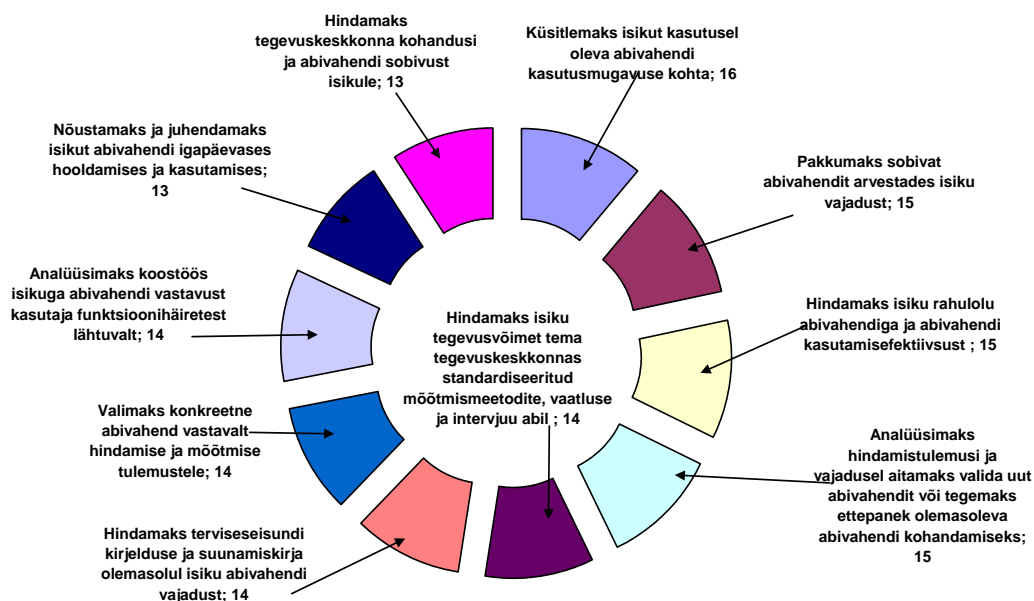 Hindamaks
tegevuskeskkonna kohandusi
ja abivahendi sobivust
isikule; 13
Küsitlemaks isikut kasutusel
oleva abivahendi
kasutusmugavuse kohta; 16
Nõustamaks ja juhendamaks
isikut abivahendi igapäevases
hooldamises ja kasutamises;
13
Pakkumaks sobivat
abivahendit arvestades isiku
vajadust; 15
Analüüsimaks koostöös
isikuga abivahendi vastavust
kasutaja funktsioonihäiretest
lähtuvalt; 14
Hindamaks isiku
tegevusvõimet tema
tegevuskeskkonnas
standardiseeritud
mõõtmismeetodite, vaatluse
ja intervjuu abil ; 14
Hindamaks isiku rahulolu
abivahendiga ja abivahendi
kasutamisefektiivsust ; 15
Valimaks konkreetne
abivahend vastavalt
hindamise ja mõõtmise
tulemustele; 14
Analüüsimaks
hindamistulemusi ja
vajadusel aitamaks valida uut
abivahendit või tegemaks
ettepanek olemasoleva
abivahendi kohandamiseks;
15
Hindamaks terviseseisundi
kirjelduse ja suunamiskirja
olemasolul isiku abivahendi
vajadust; 14